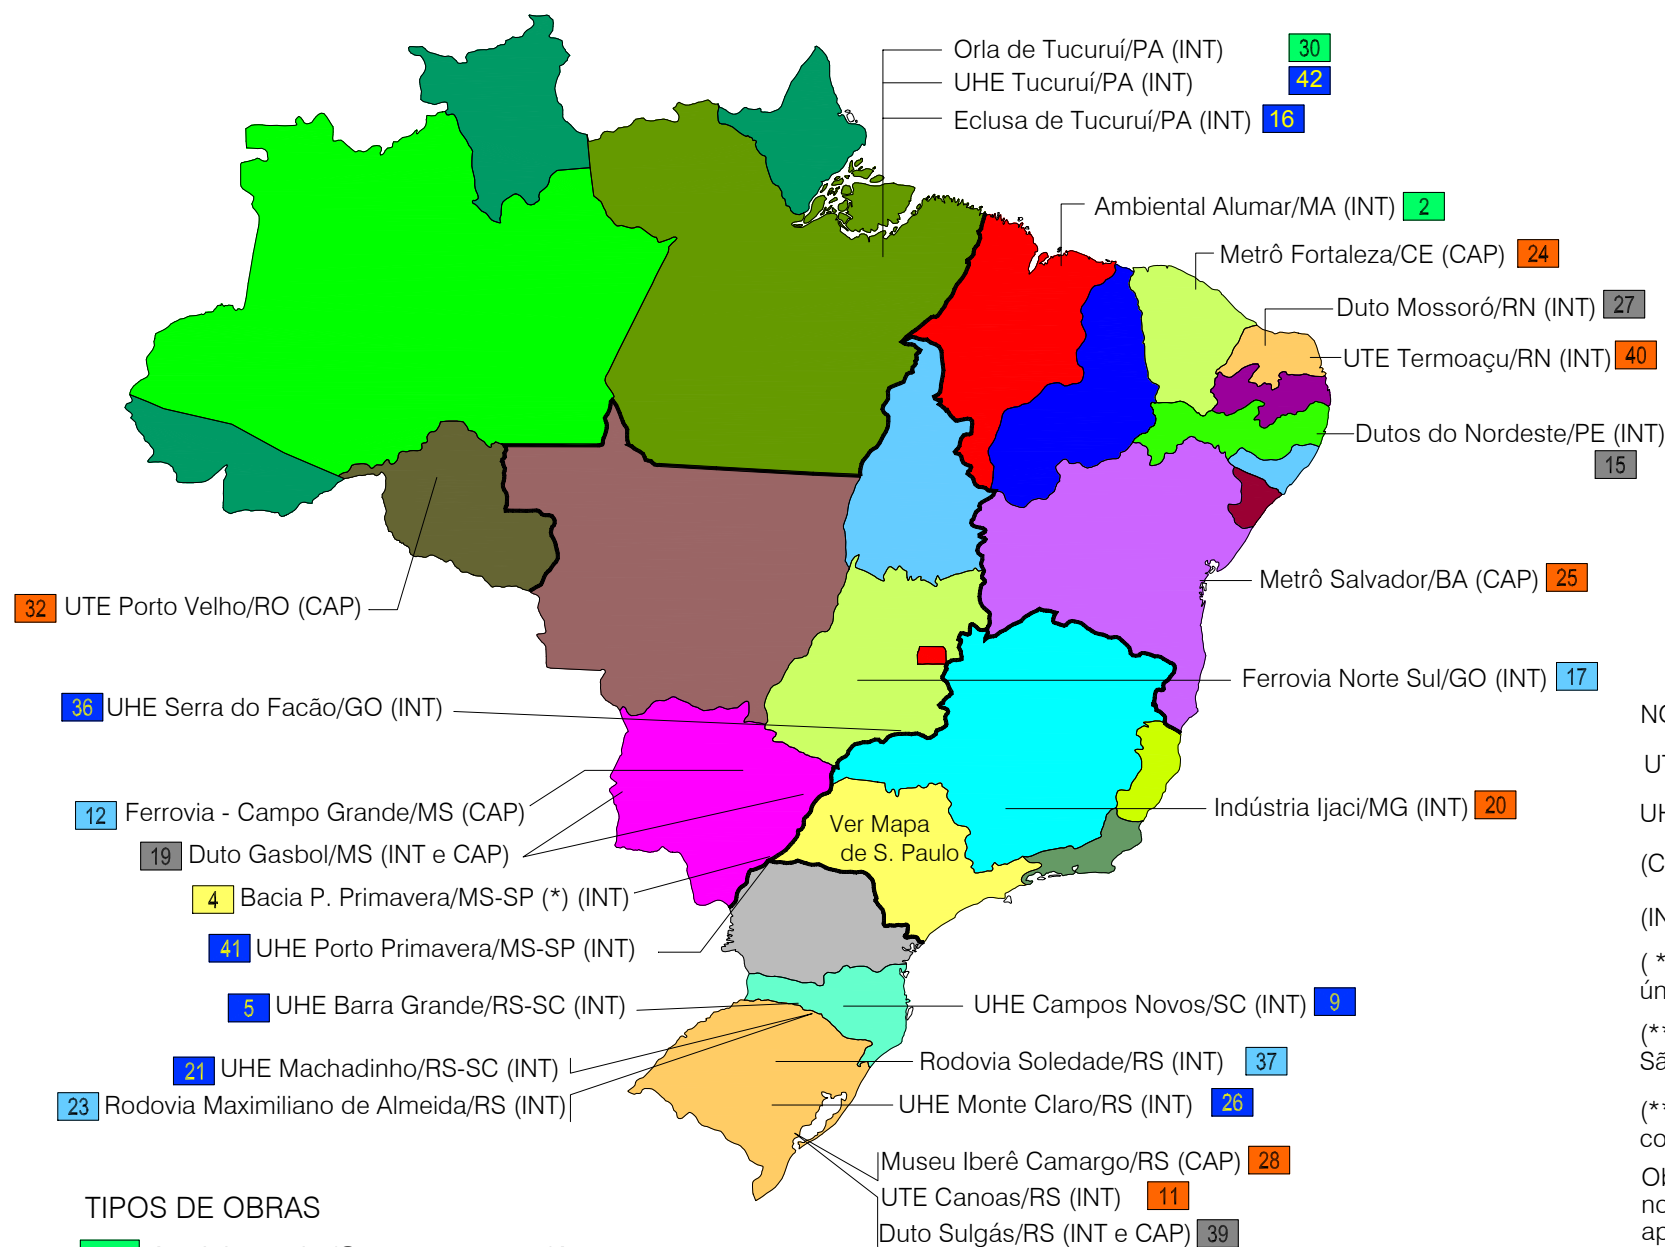 Orla de Tucuruí/PA (INT) 30
UHE Tucuruí/PA (INT) 42
Eclusa de Tucuruí/PA (INT) 16
Ambiental Alumar/MA (INT) 2
Metrô Fortaleza/CE (CAP) 24
Duto Mossoró/RN (INT) 27
UTE Termoaçu/RN (INT) 40
Dutos do Nordeste/PE (INT)
15
Metrô Salvador/BA (CAP) 25
32 UTE Porto Velho/RO (CAP)
Ferrovia Norte Sul/GO (INT) 17
36 UHE Serra do Facão/GO (INT)
12 Ferrovia - Campo Grande/MS (CAP)
Indústria Ijaci/MG (INT) 20
Ver Mapa
de S. Paulo
19 Duto Gasbol/MS (INT e CAP)
4 Bacia P. Primavera/MS-SP (*) (INT)
41 UHE Porto Primavera/MS-SP (INT)
5 UHE Barra Grande/RS-SC (INT)
UHE Campos Novos/SC (INT) 9
21 UHE Machadinho/RS-SC (INT)
Rodovia Soledade/RS (INT) 37
23 Rodovia Maximiliano de Almeida/RS (INT)
UHE Monte Claro/RS (INT) 26
Museu Iberê Camargo/RS (CAP) 28
UTE Canoas/RS (INT) 11
Duto Sulgás/RS (INT e CAP) 39
TIPOS DE OBRAS